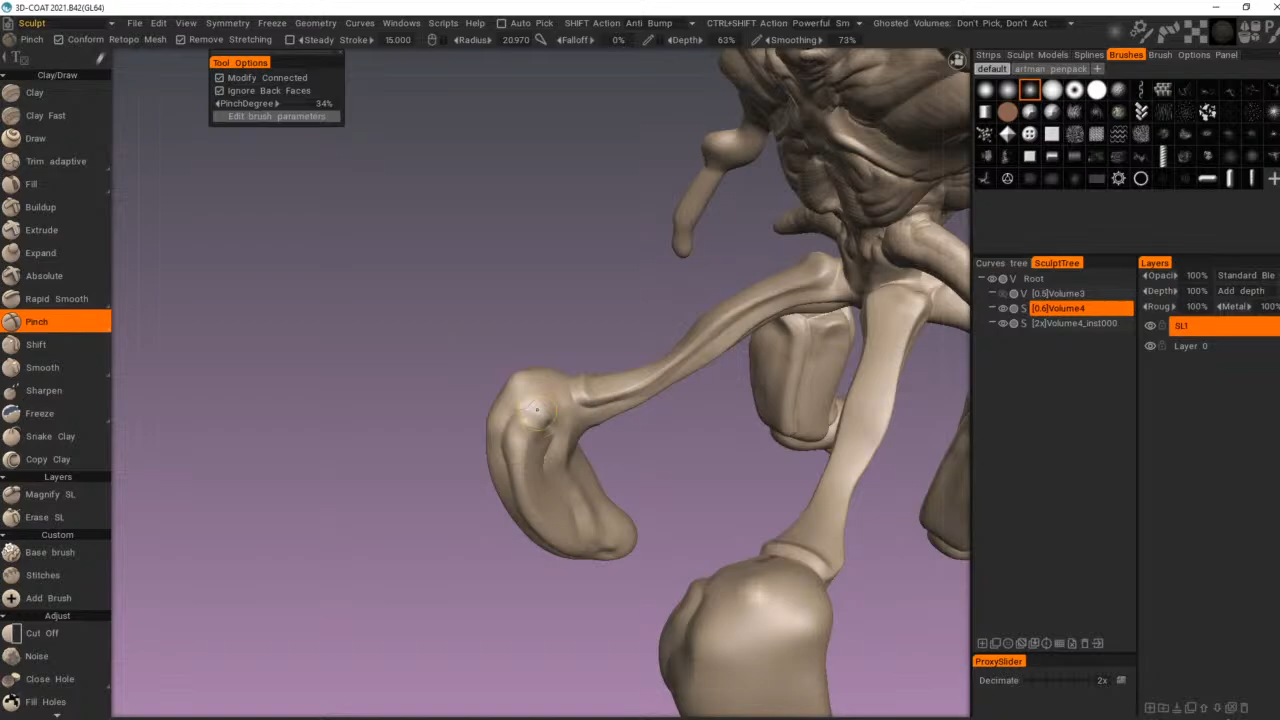 3D-COAT 2021.B42(GL64)
Sculpt File Edit View Symmetry Freeze Geometry Curves Windows Scripts Help Auto Pick SHIFT Action Anti Bump CTRL+SHIFT Action Powerful Sm Ghosted Volumes: Don't Pick, Don't Act
Pinch Conform Retopo Mesh Remove Stretching Steady Stroke 15.000 Radius 20.970 Falloff 0% Depth 63% Smoothing 73%
Tool Options
Modify Connected
Ignore Back Faces
PinchDegree 34%
Edit brush parameters
Clay/Draw
Clay
Clay Fast
Draw
Trim adaptive
Fill
Buildup
Extrude
Expand
Absolute
Rapid Smooth
Pinch
Shift
Smooth
Sharpen
Freeze
Snake Clay
Copy Clay
Layers
Magnify SL
Erase SL
Custom
Base brush
Stitches
Add Brush
Adjust
Cut Off
Noise
Close Hole
Fill Holes
Strips Sculpt Models Splines Brushes Brush Options Panel
default artman penpack +
Curves tree SculptTree
V Root
V [0.5]Volume3
S [0.6]Volume4
S [2x]Volume4_inst000
ProxySlider
Decimate 2x
Layers
Opaci 100% Standard Ble
Depth 100% Add depth
Roug 100% Metal 100%
SL1
Layer 0